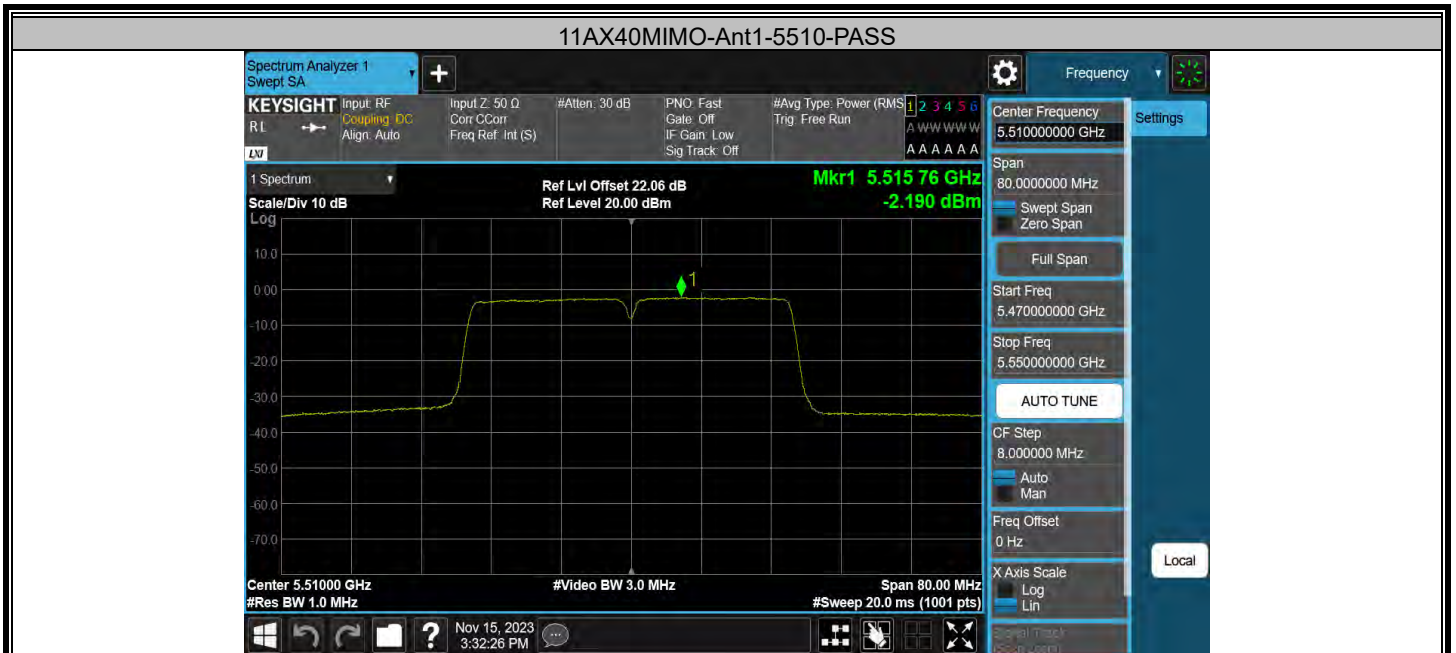 11AX40MIMO-Ant1-5510-PASS
Spectrum Analyzer 1
Swept SA
+
Frequency
KEYSIGHT
RL
LXI
Input: RF
Coupling: DC
Align: Auto
Input Z: 50 Ω
Corr CCorr
Freq Ref: Int (S)
#Atten: 30 dB
PNO: Fast
Gate: Off
IF Gain: Low
Sig Track: Off
#Avg Type: Power (RMS
Trig: Free Run
1 2 3 4 5 6
A W W W W W
A A A A A A
1 Spectrum
Scale/Div 10 dB
Log
Ref Lvl Offset 22.06 dB
Ref Level 20.00 dBm
Mkr1 5.515 76 GHz
-2.190 dBm
1
10.0
0.00
-10.0
-20.0
-30.0
-40.0
-50.0
-60.0
-70.0
Center 5.51000 GHz
#Res BW 1.0 MHz
#Video BW 3.0 MHz
Span 80.00 MHz
#Sweep 20.0 ms (1001 pts)
Center Frequency
5.510000000 GHz
Settings
Span
80.0000000 MHz
Swept Span
Zero Span
Full Span
Start Freq
5.470000000 GHz
Stop Freq
5.550000000 GHz
AUTO TUNE
CF Step
8.000000 MHz
Auto
Man
Freq Offset
0 Hz
X Axis Scale
Log
Lin
Signal Track
Local
?
Nov 15, 2023
3:32:26 PM